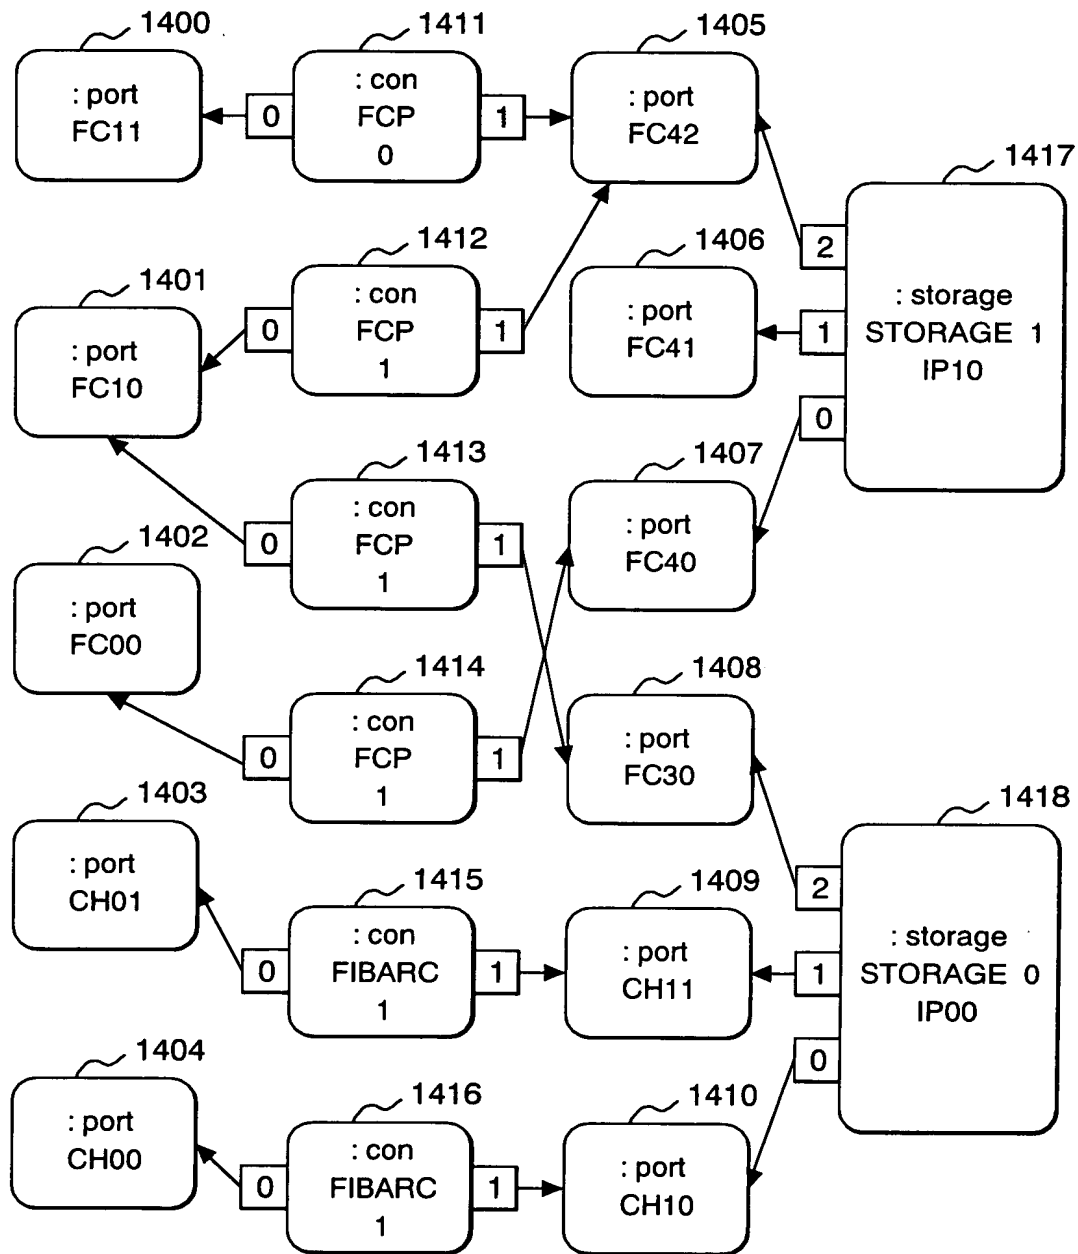 1400
: port
FC11
1411
0
: con
FCP
0
1
1405
: port
FC42
1417
2
1
0
: storage
STORAGE 1
IP10
1412
0
: con
FCP
1
1
1406
: port
FC41
1401
: port
FC10
1413
0
: con
FCP
1
1
1407
: port
FC40
1402
: port
FC00
1414
0
: con
FCP
1
1
1408
: port
FC30
1403
: port
CH01
1415
0
: con
FIBARC
1
1
1409
: port
CH11
1418
2
1
0
: storage
STORAGE 0
IP00
1404
: port
CH00
1416
0
: con
FIBARC
1
1
1410
: port
CH10